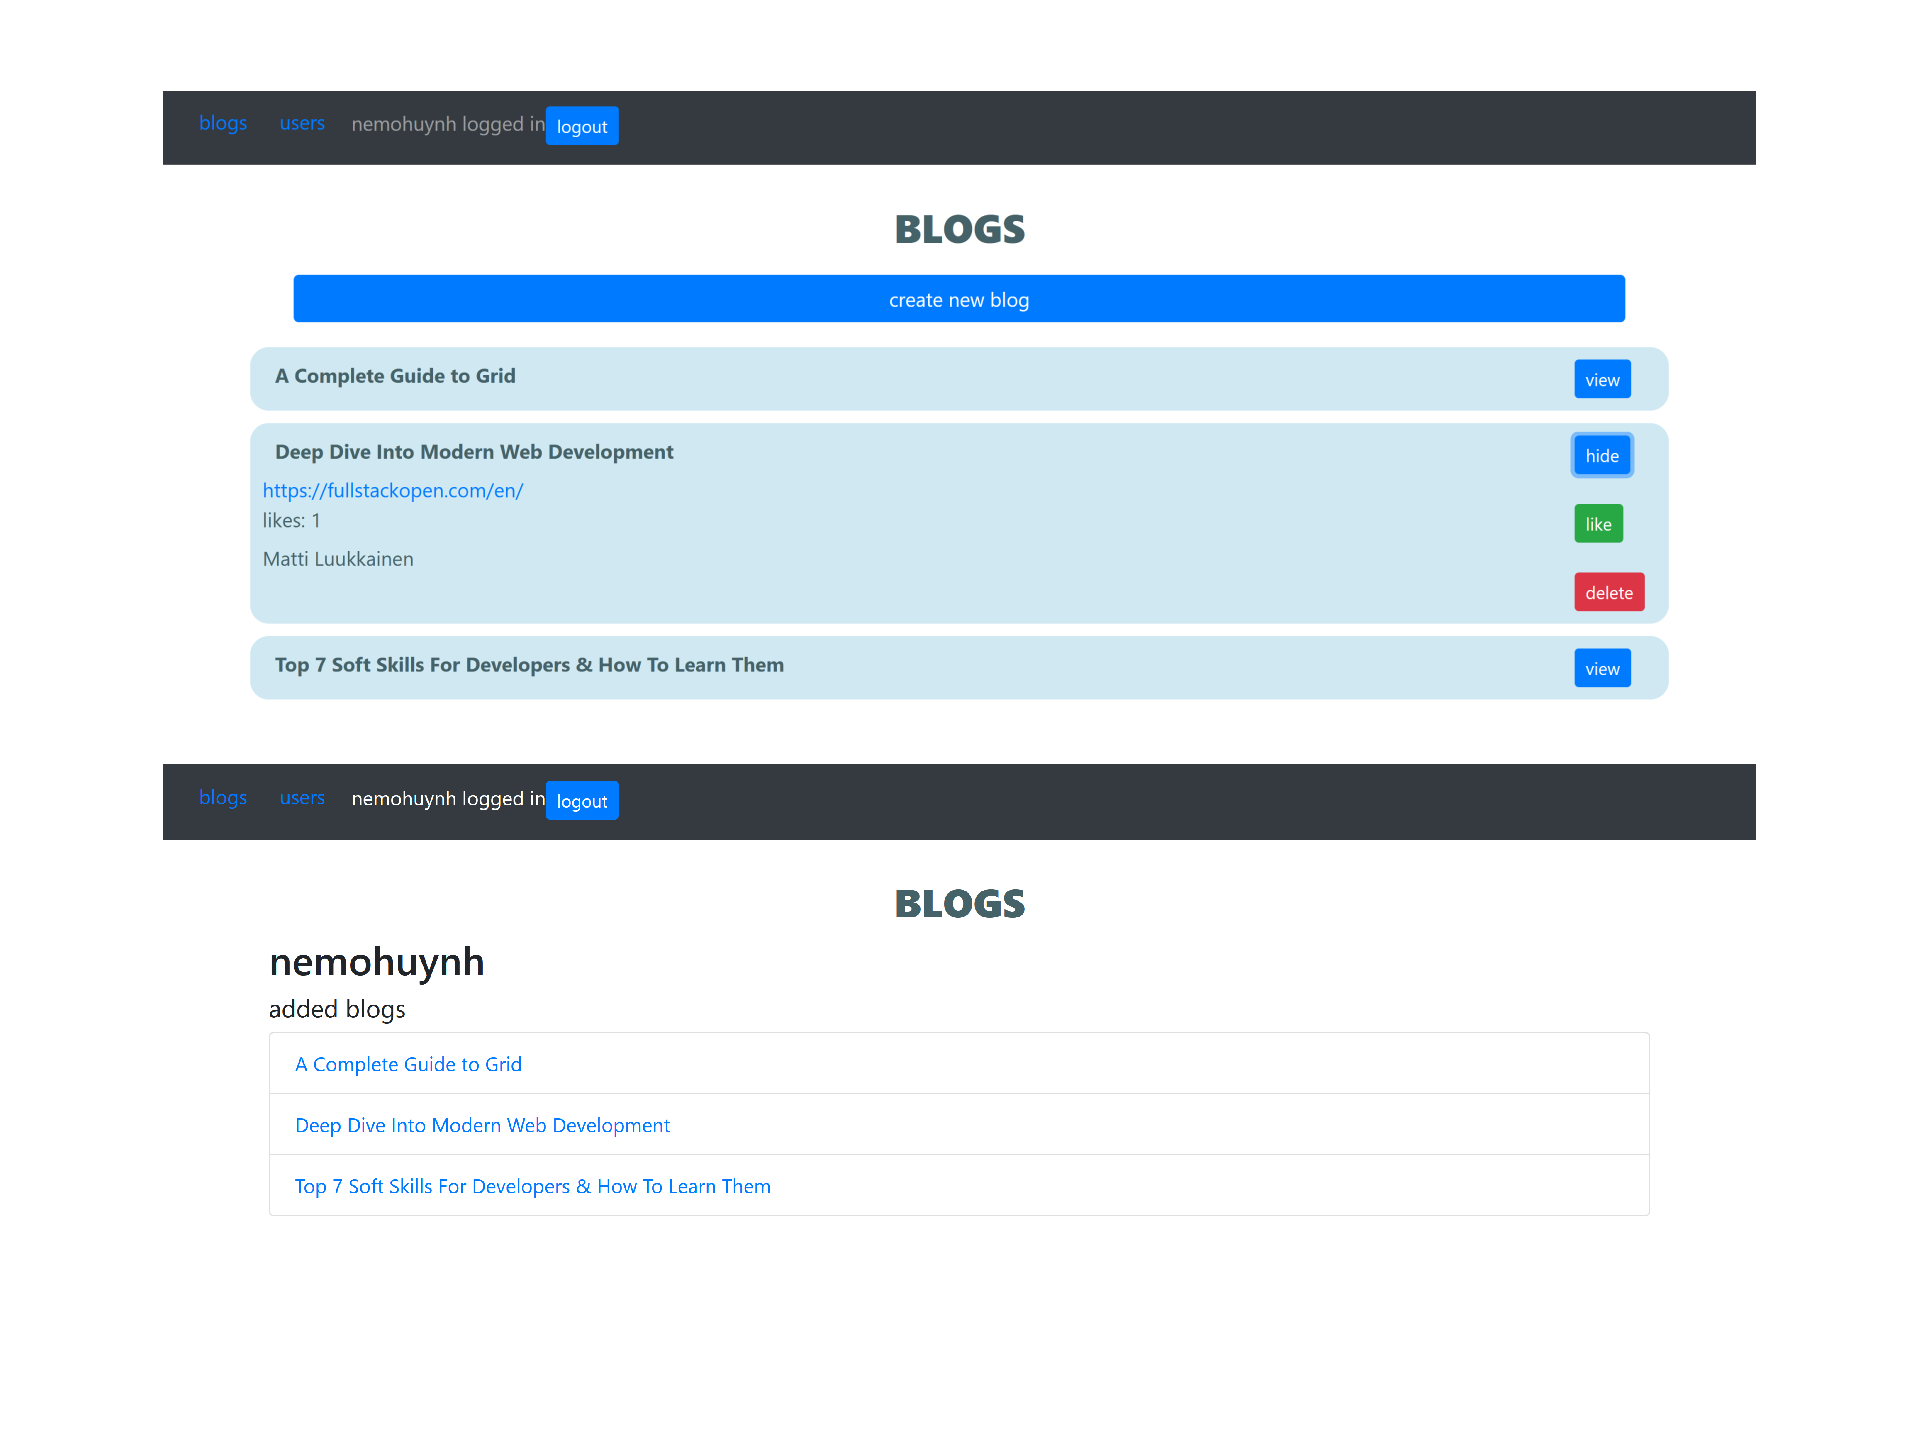 blogs users nemohuynh logged in logout
BLOGS
create new blog
A Complete Guide to Grid view
Deep Dive Into Modern Web Development hide
https://fullstackopen.com/en/
likes: 1 like
Matti Luukkainen
delete
Top 7 Soft Skills For Developers & How To Learn Them view
blogs users nemohuynh logged in logout
BLOGS
nemohuynh
added blogs
A Complete Guide to Grid
Deep Dive Into Modern Web Development
Top 7 Soft Skills For Developers & How To Learn Them